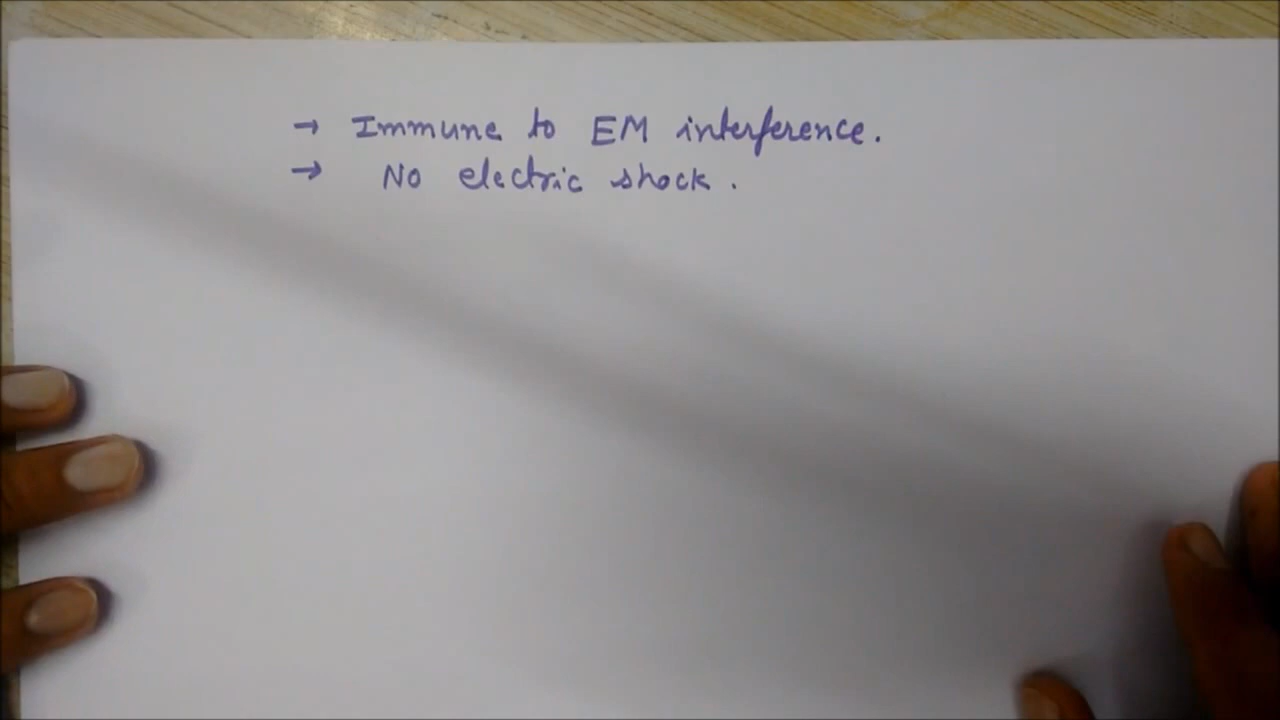 → Immune to EM interference.
→ No electric shock.